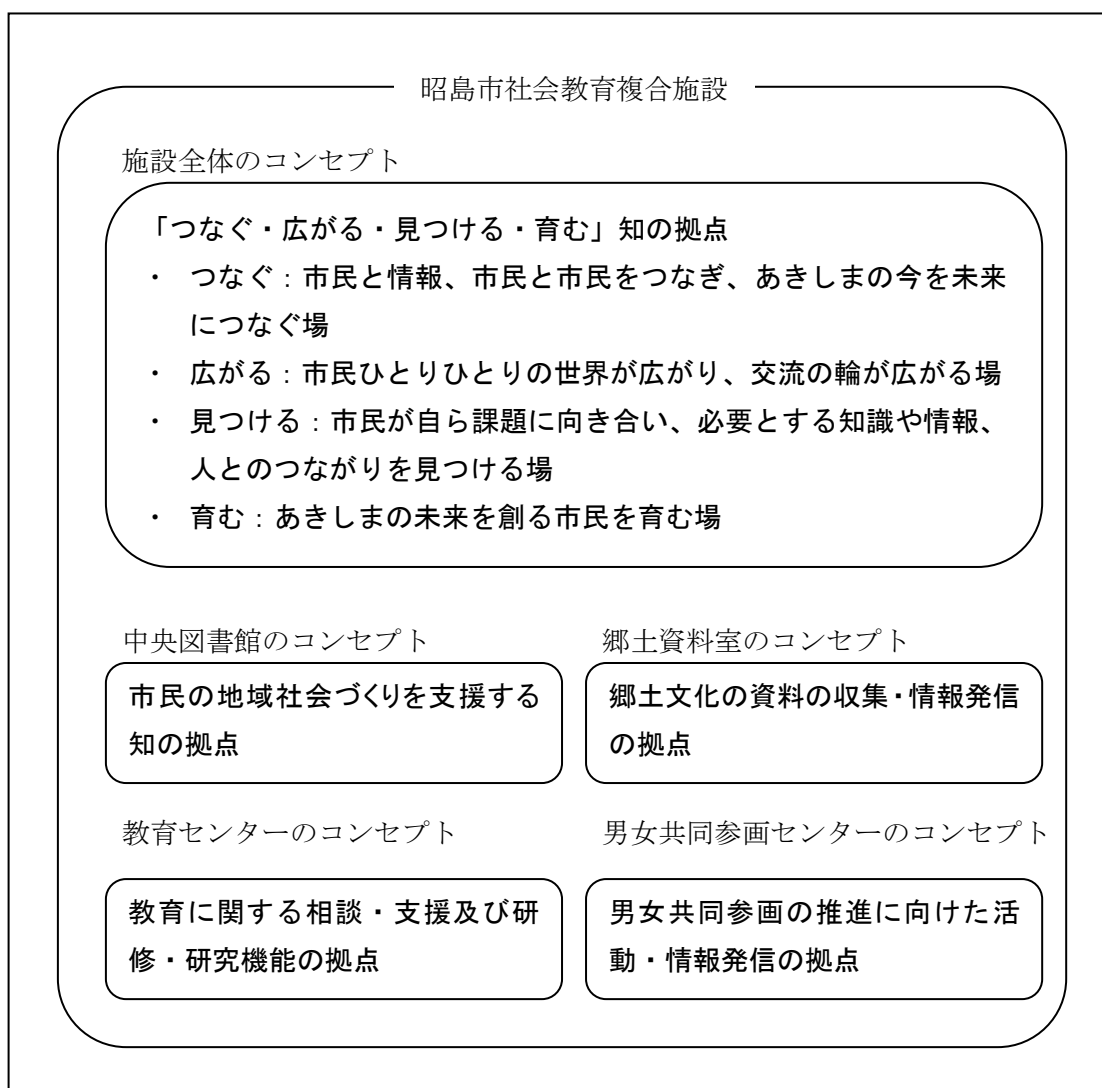 昭島市社会教育複合施設
施設全体のコンセプト
「つなぐ・広がる・見つける・育む」知の拠点
・ つなぐ：市民と情報、市民と市民をつなぎ、あきしまの今を未来
につなぐ場
・ 広がる：市民ひとりひとりの世界が広がり、交流の輪が広がる場
・ 見つける：市民が自ら課題に向き合い、必要とする知識や情報、
人とのつながりを見つける場
・ 育む：あきしまの未来を創る市民を育む場
中央図書館のコンセプト
市民の地域社会づくりを支援する
知の拠点
郷土資料室のコンセプト
郷土文化の資料の収集・情報発信
の拠点
教育センターのコンセプト
教育に関する相談・支援及び研
修・研究機能の拠点
男女共同参画センターのコンセプト
男女共同参画の推進に向けた活
動・情報発信の拠点